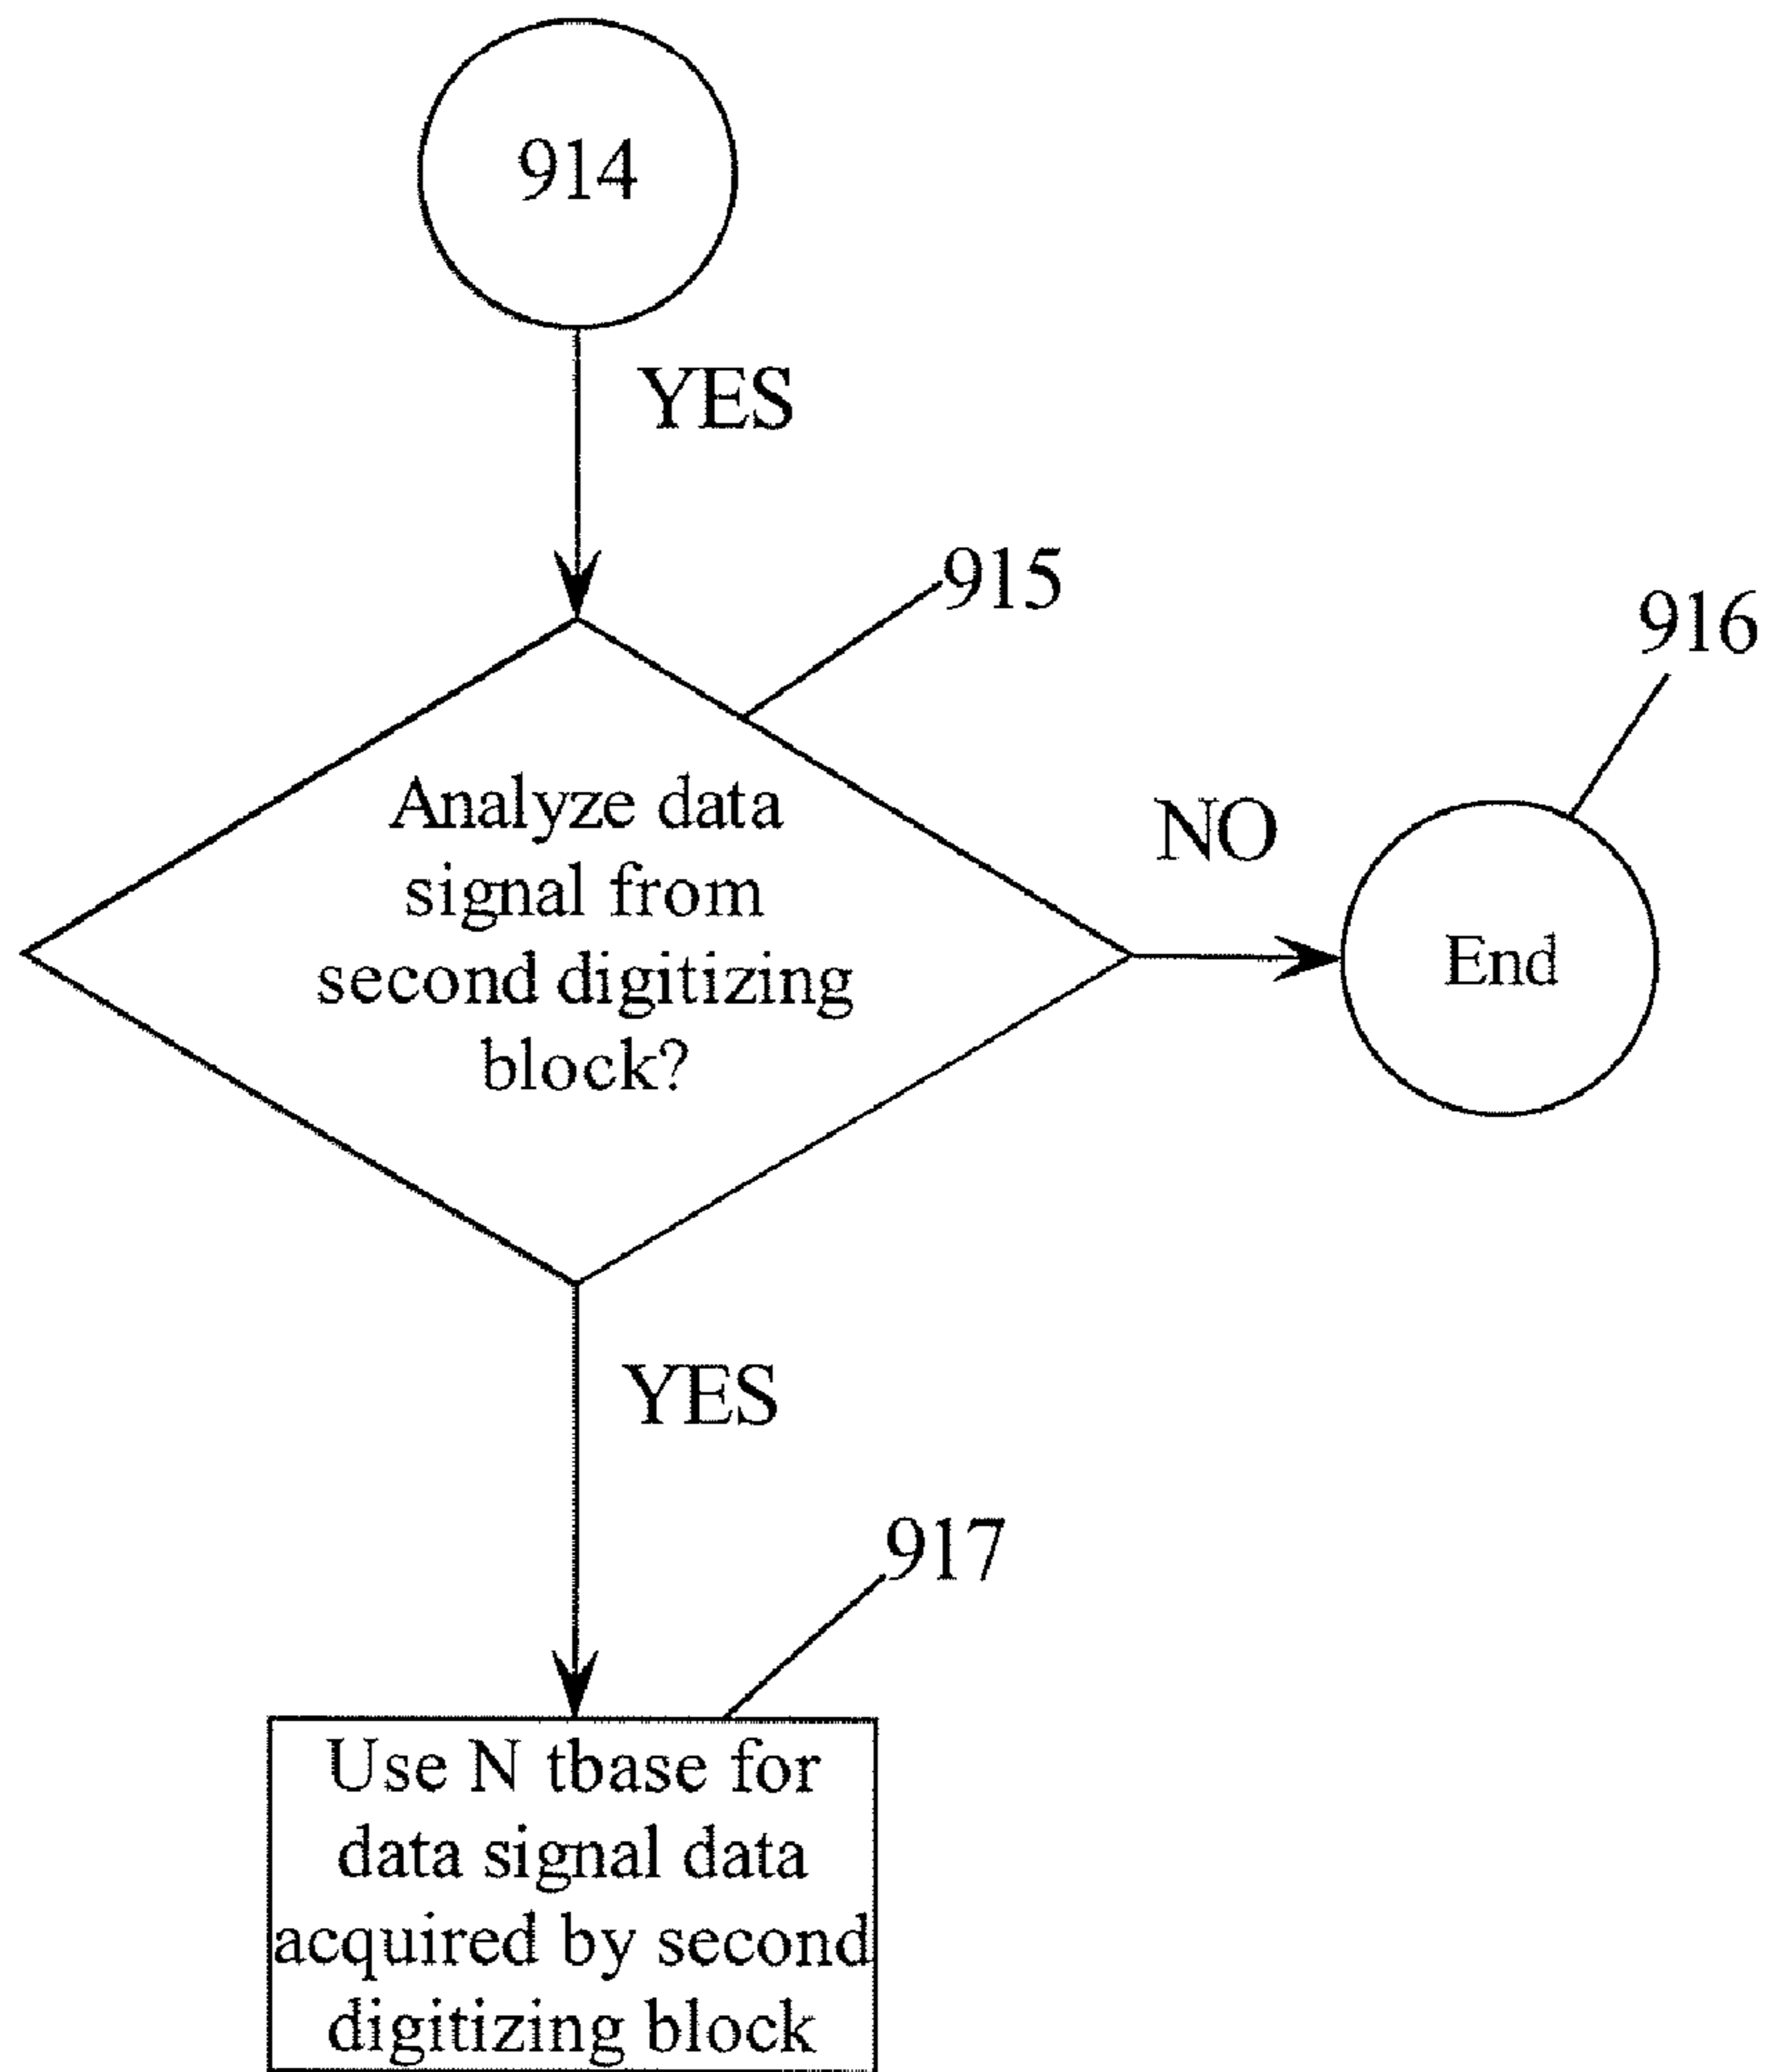 914
YES
915
916
Analyze data
signal from
second digitizing
block?
NO
End
YES
917
Use N tbase for
data signal data
acquired by second
digitizing block